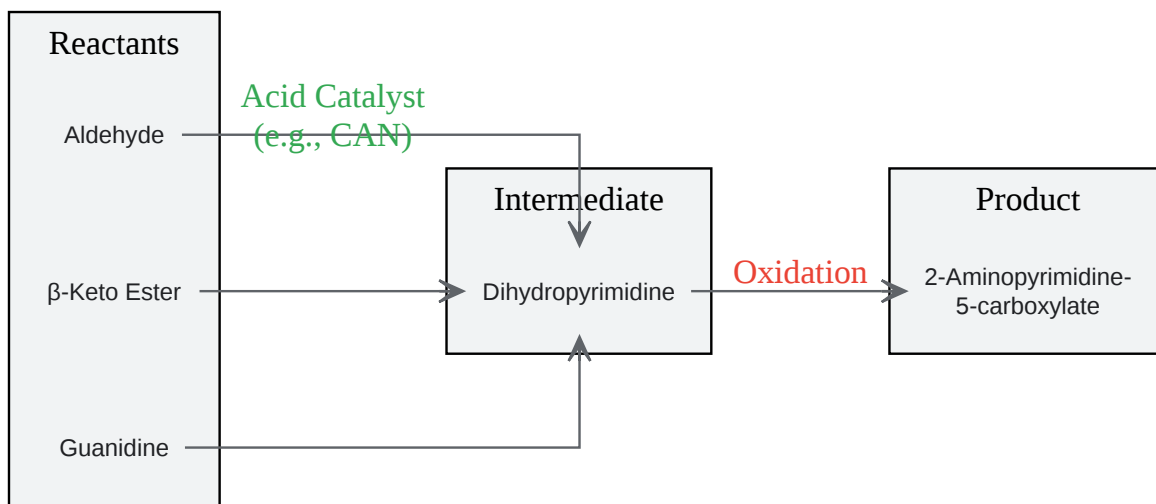 Reactants
Aldehyde
β-Keto Ester
Guanidine
Acid Catalyst
(e.g., CAN)
Intermediate
Dihydropyrimidine
Oxidation
Product
2-Aminopyrimidine-
5-carboxylate